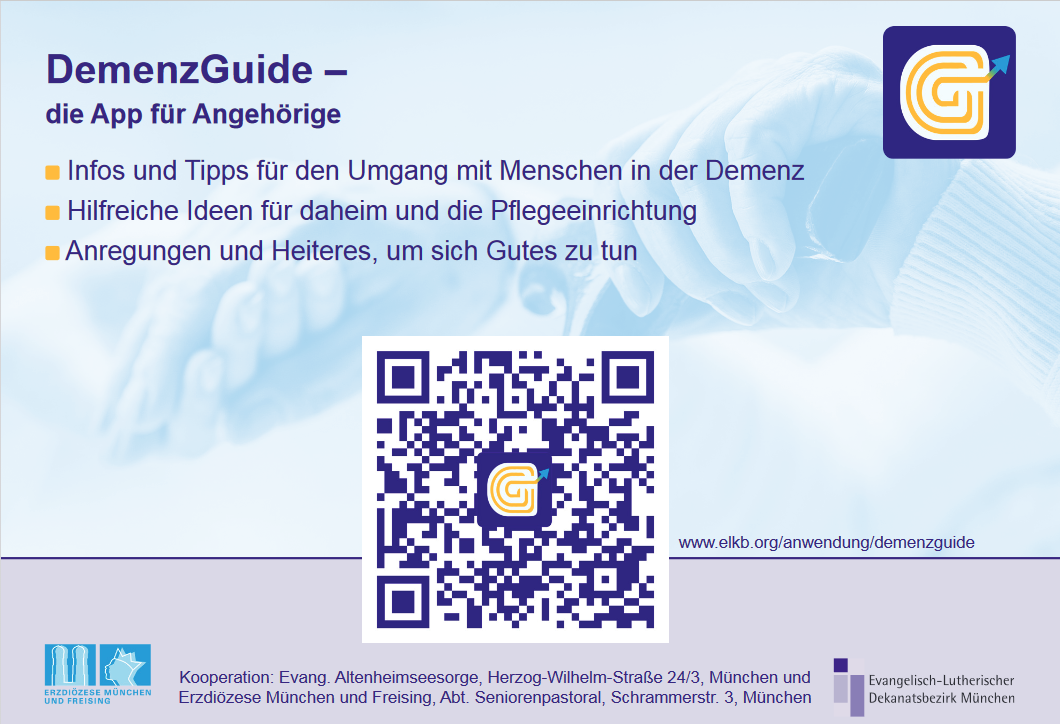 DemenzGuide –
die App für Angehörige
Infos und Tipps für den Umgang mit Menschen in der Demenz
Hilfreiche Ideen für daheim und die Pflegeeinrichtung
Anregungen und Heiteres, um sich Gutes zu tun
www.elkb.org/anwendung/demenzguide
ERZDIÖZESE MÜNCHEN
UND FREISING
Kooperation: Evang. Altenheimseesorge, Herzog-Wilhelm-Straße 24/3, München und
Erzdiözese München und Freising, Abt. Seniorenpastoral, Schrammerstr. 3, München
Evangelisch-Lutherischer
Dekanatsbezirk München